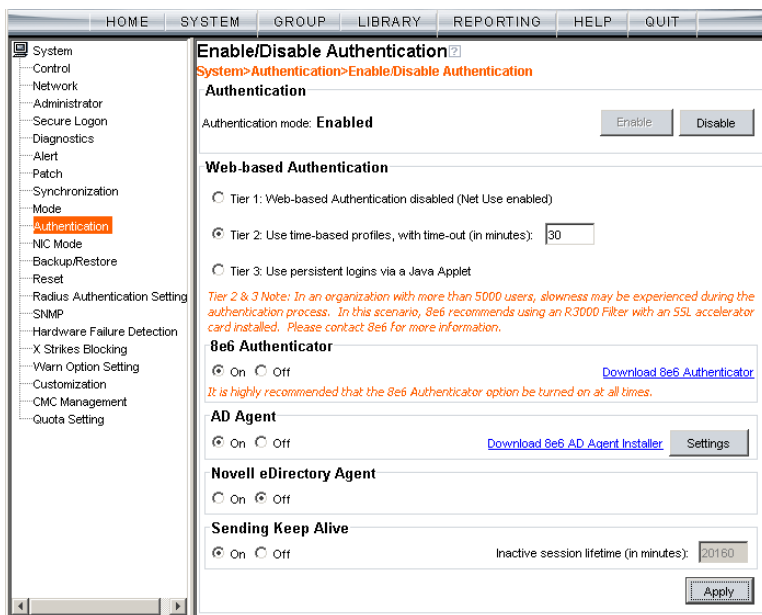 HOME SYSTEM GROUP LIBRARY REPORTING HELP QUIT
System
Control
Network
Administrator
Secure Logon
Diagnostics
Alert
Patch
Synchronization
Mode
Authentication
NIC Mode
Backup/Restore
Reset
Radius Authentication Setting
SNMP
Hardware Failure Detection
X Strikes Blocking
Warn Option Setting
Customization
CMC Management
Quota Setting
Enable/Disable Authentication ?
System>Authentication>Enable/Disable Authentication
Authentication
Authentication mode: Enabled Enable Disable
Web-based Authentication
Tier 1: Web-based Authentication disabled (Net Use enabled)
Tier 2: Use time-based profiles, with time-out (in minutes): 30
Tier 3: Use persistent logins via a Java Applet
Tier 2 & 3 Note: In an organization with more than 5000 users, slowness may be experienced during the
authentication process. In this scenario, 8e6 recommends using an R3000 Filter with an SSL accelerator
card installed. Please contact 8e6 for more information.
8e6 Authenticator
On Off Download 8e6 Authenticator
It is highly recommended that the 8e6 Authenticator option be turned on at all times.
AD Agent
On Off Download 8e6 AD Agent Installer Settings
Novell eDirectory Agent
On Off
Sending Keep Alive
On Off Inactive session lifetime (in minutes): 20160
Apply